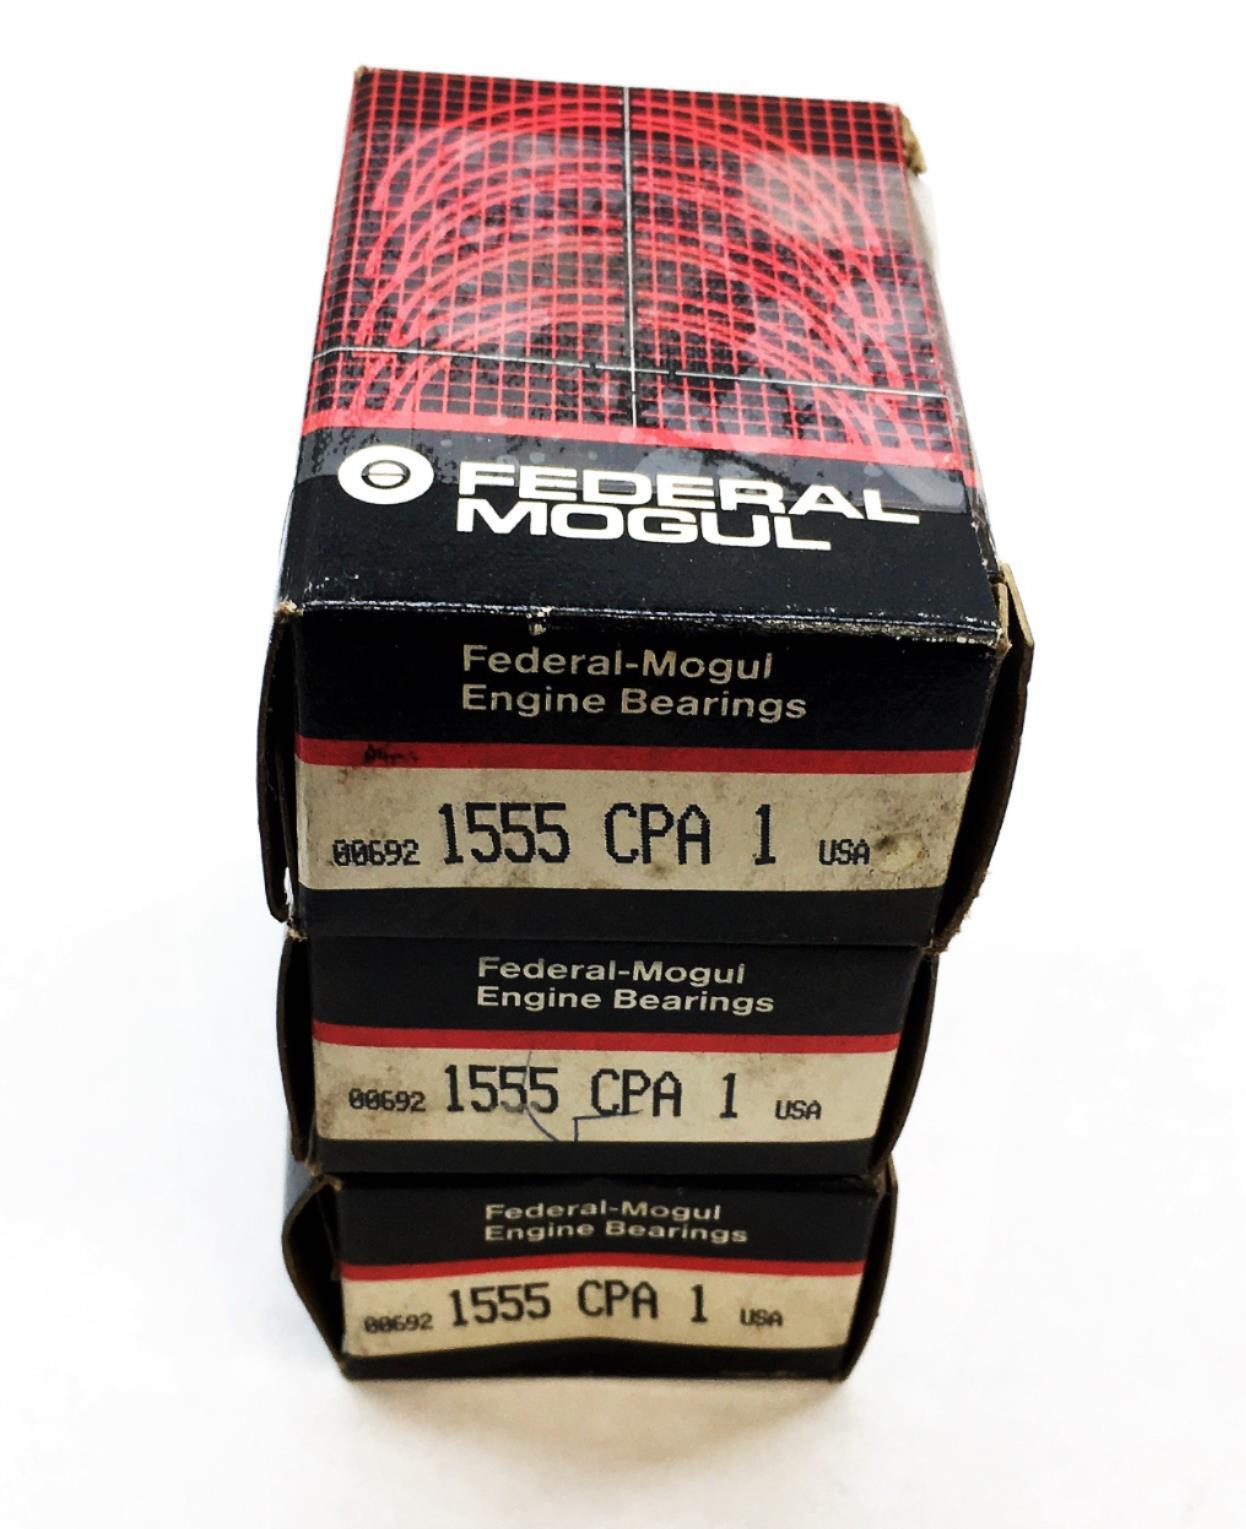 FEDERAL
MOGUL
Federal-Mogul
Engine Bearings
00692 1555 CPA 1 USA
Federal-Mogul
Engine Bearings
00692 1555 CPA 1 USA
Federal-Mogul
Engine Bearings
00692 1555 CPA 1 USA